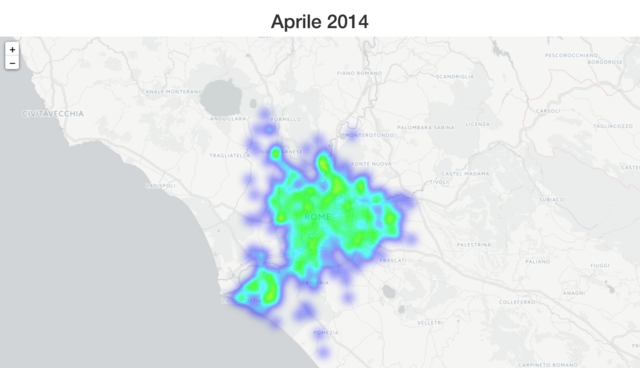 Aprile 2014
+
−
PESCOROCCHIANO
BORGOROSE
FIANO ROMANO
SCANDRIGLIA
CANALE MONTERANO
CARSOLI
CIVITAVECCHIA
ANGUILLARA
FORMELLO
MONTEROTONDO
PALOMBARA SABINA
LICENZA
TAGLIACOZZO
TRAGLIATELLA
FONTE NUOVA
CASTEL MADAMA
LADISPOLI
TIVOLI
SUBIACO
ROME
PALESTRINA
FRASCATI
PALIANO
FIUGGI
ANAGNI
COLLEFERRO
VELLETRI
POMEZIA
CARPINETO ROMANO